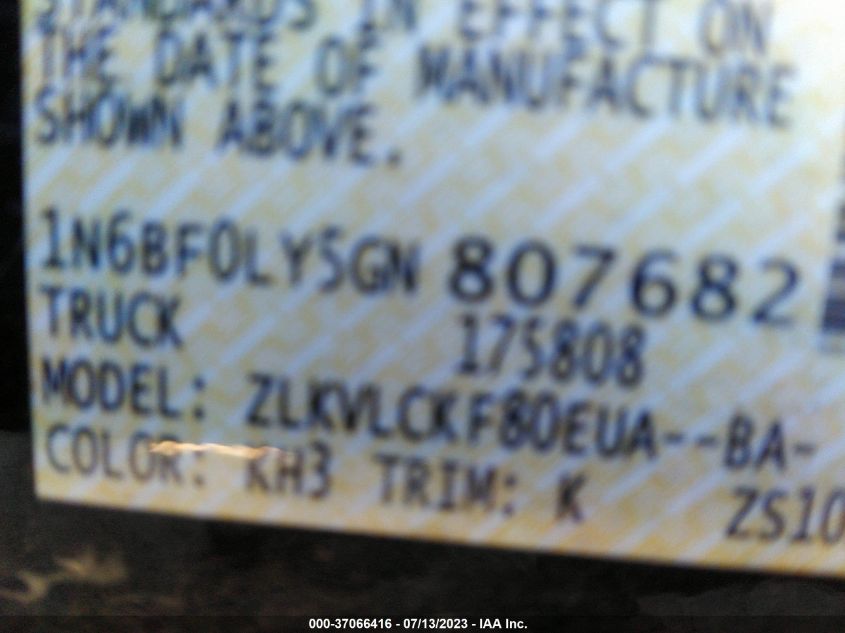 STANDARDS IN EFFECT ON
THE DATE OF MANUFACTURE
SHOWN ABOVE.
1N6BF0LY5GN 807682
TRUCK 175808
MODEL: ZLKVLCKF80EUA--BA-
COLOR: KH3 TRIM: K ZS10
000-37066416 - 07/13/2023 - IAA Inc.